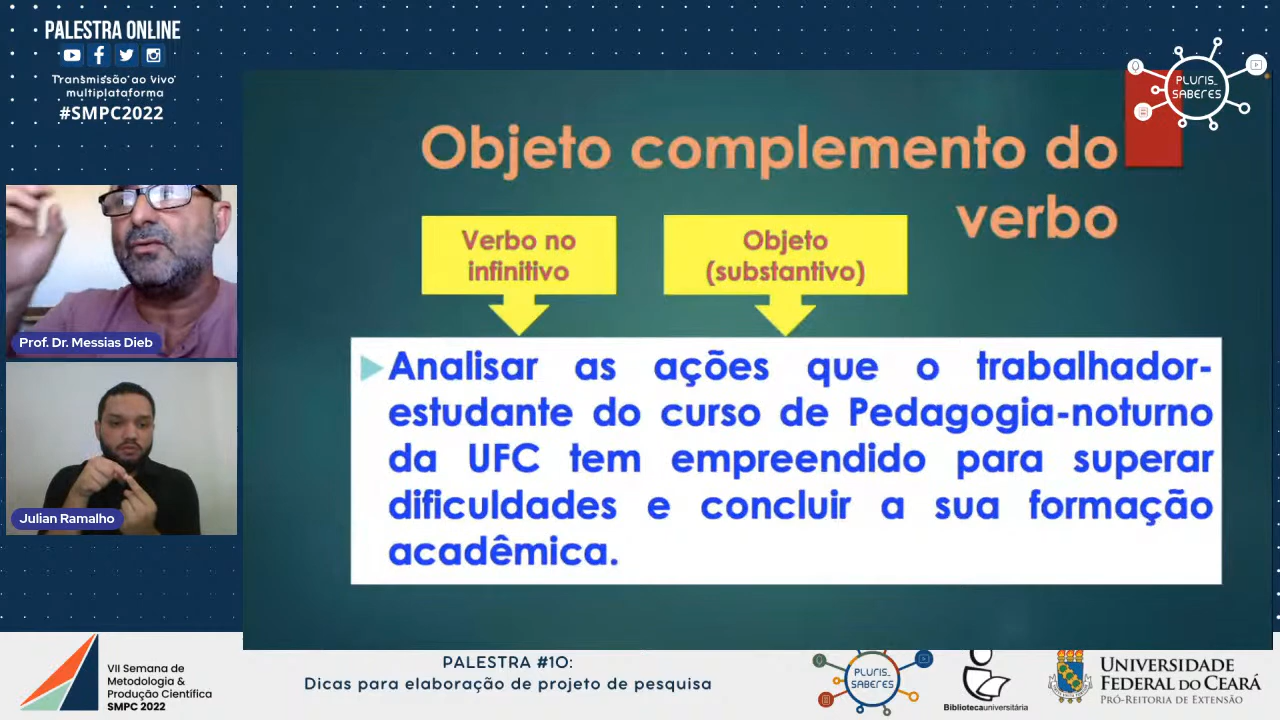 PALESTRA ONLINE
Transmissão ao vivo
multiplataforma
#SMPC2022
PLURIS_
SABERES
Objeto complemento do
verbo
Verbo no
infinitivo
Objeto
(substantivo)
Analisar as ações que o trabalhador-
estudante do curso de Pedagogia-noturno
da UFC tem empreendido para superar
dificuldades e concluir a sua formação
acadêmica.
Prof. Dr. Messias Dieb
Julian Ramalho
VII Semana de
Metodologia &
Produção Científica
SMPC 2022
PALESTRA #10:
Dicas para elaboração de projeto de pesquisa
PLURIS_
SABERES
Bibliotecauniversitária
UNIVERSIDADE
FEDERAL DO CEARÁ
PRÓ-REITORIA DE EXTENSÃO